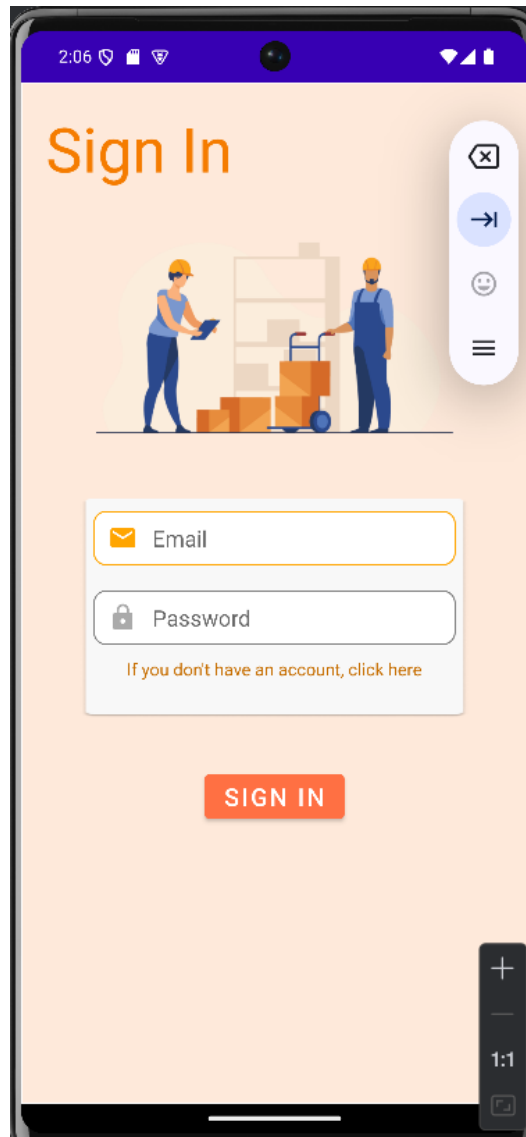 2:06
Sign In
Email
Password
If you don't have an account, click here
SIGN IN
1:1